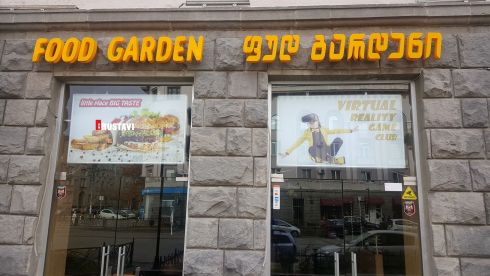 FOOD GARDEN
ფუდ გარდენი
little place BIG TASTE
RUSTAVI
VIRTUAL
REALITY
GAME
CLUB